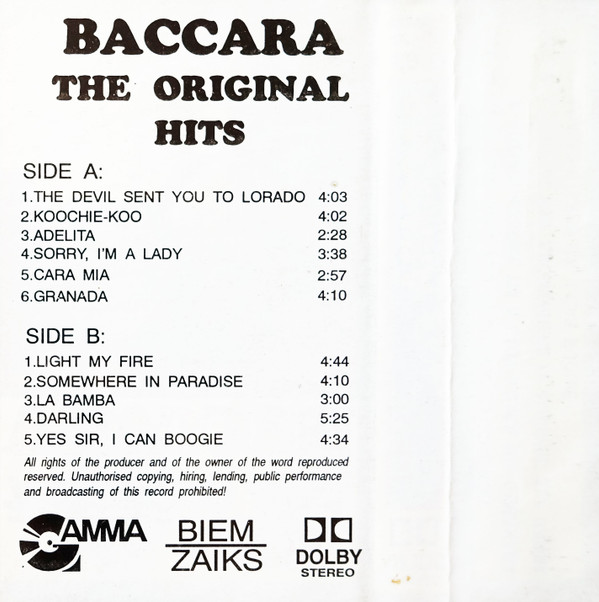 BACCARA
THE ORIGINAL
HITS
SIDE A:
1.THE DEVIL SENT YOU TO LORADO 4:03
2.KOOCHIE-KOO 4:02
3.ADELITA 2:28
4.SORRY, I'M A LADY 3:38
5.CARA MIA 2:57
6.GRANADA 4:10
SIDE B:
1.LIGHT MY FIRE 4:44
2.SOMEWHERE IN PARADISE 4:10
3.LA BAMBA 3:00
4.DARLING 5:25
5.YES SIR, I CAN BOOGIE 4:34
All rights of the producer and of the owner of the word reproduced
reserved. Unauthorised copying, hiring, lending, public performance
and broadcasting of this record prohibited!
GAMMA
BIEM
ZAIKS
DOLBY
STEREO